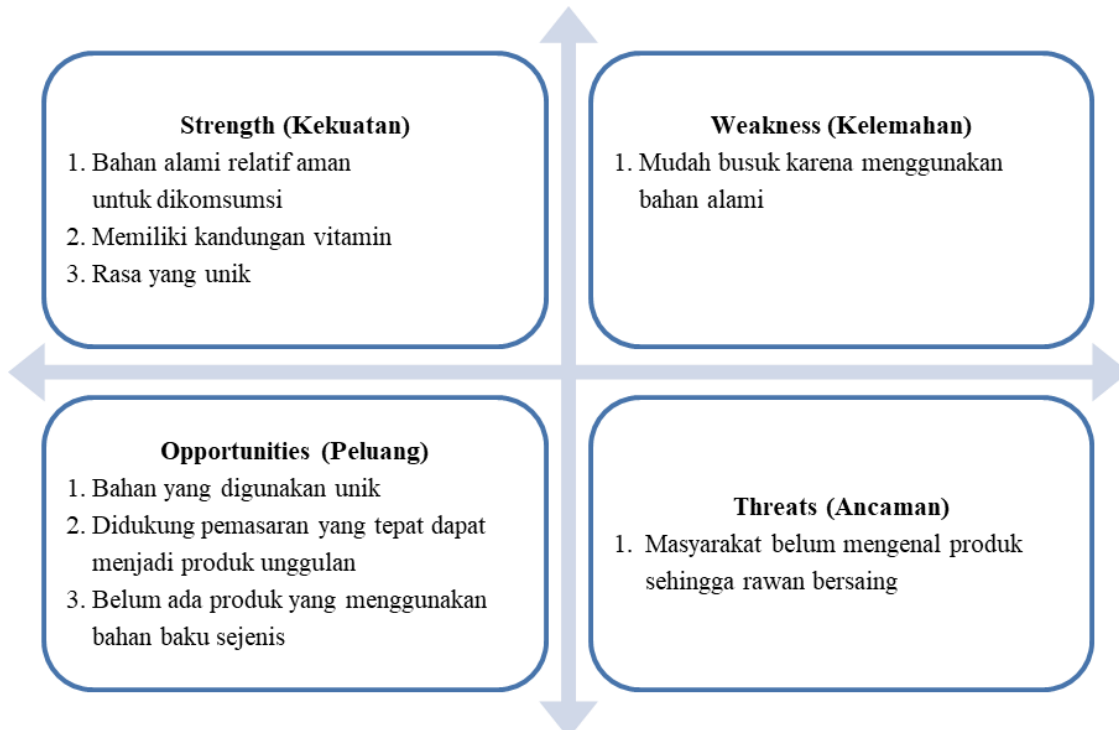 Strength (Kekuatan)
1. Bahan alami relatif aman
untuk dikomsumsi
2. Memiliki kandungan vitamin
3. Rasa yang unik
Weakness (Kelemahan)
1. Mudah busuk karena menggunakan
bahan alami
Opportunities (Peluang)
1. Bahan yang digunakan unik
2. Didukung pemasaran yang tepat dapat
menjadi produk unggulan
3. Belum ada produk yang menggunakan
bahan baku sejenis
Threats (Ancaman)
1. Masyarakat belum mengenal produk
sehingga rawan bersaing